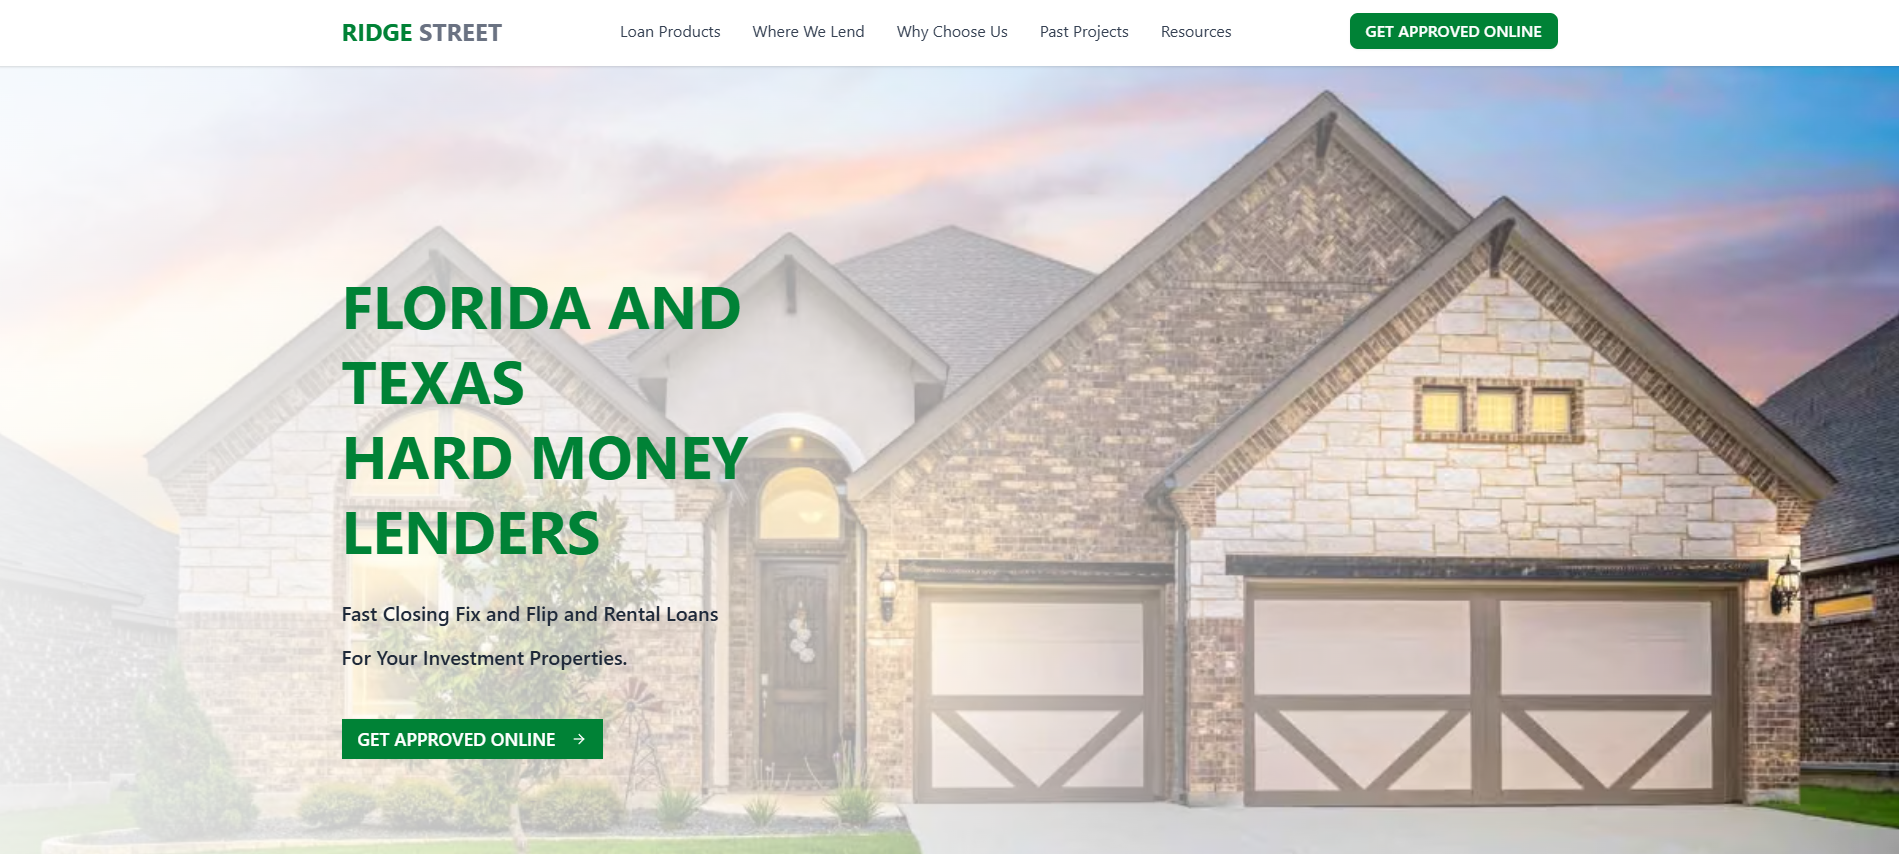 RIDGE STREET
Loan Products
Where We Lend
Why Choose Us
Past Projects
Resources
GET APPROVED ONLINE
FLORIDA AND
TEXAS
HARD MONEY
LENDERS
Fast Closing Fix and Flip and Rental Loans
For Your Investment Properties.
GET APPROVED ONLINE →